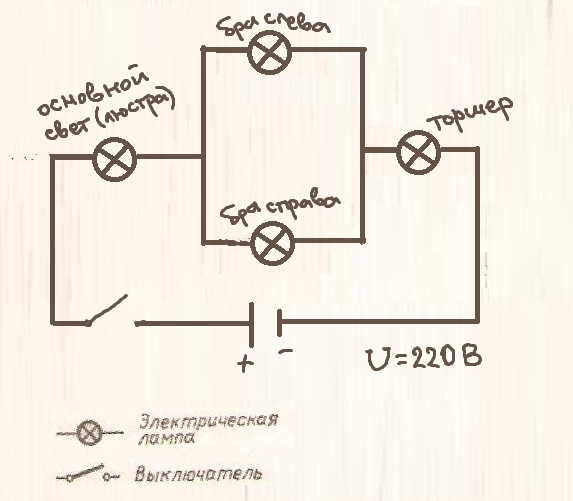 бра слева
основной
свет (люстра)
торшер
бра справа
+ -
U=220 В
Электрическая
лампа
Выключатель